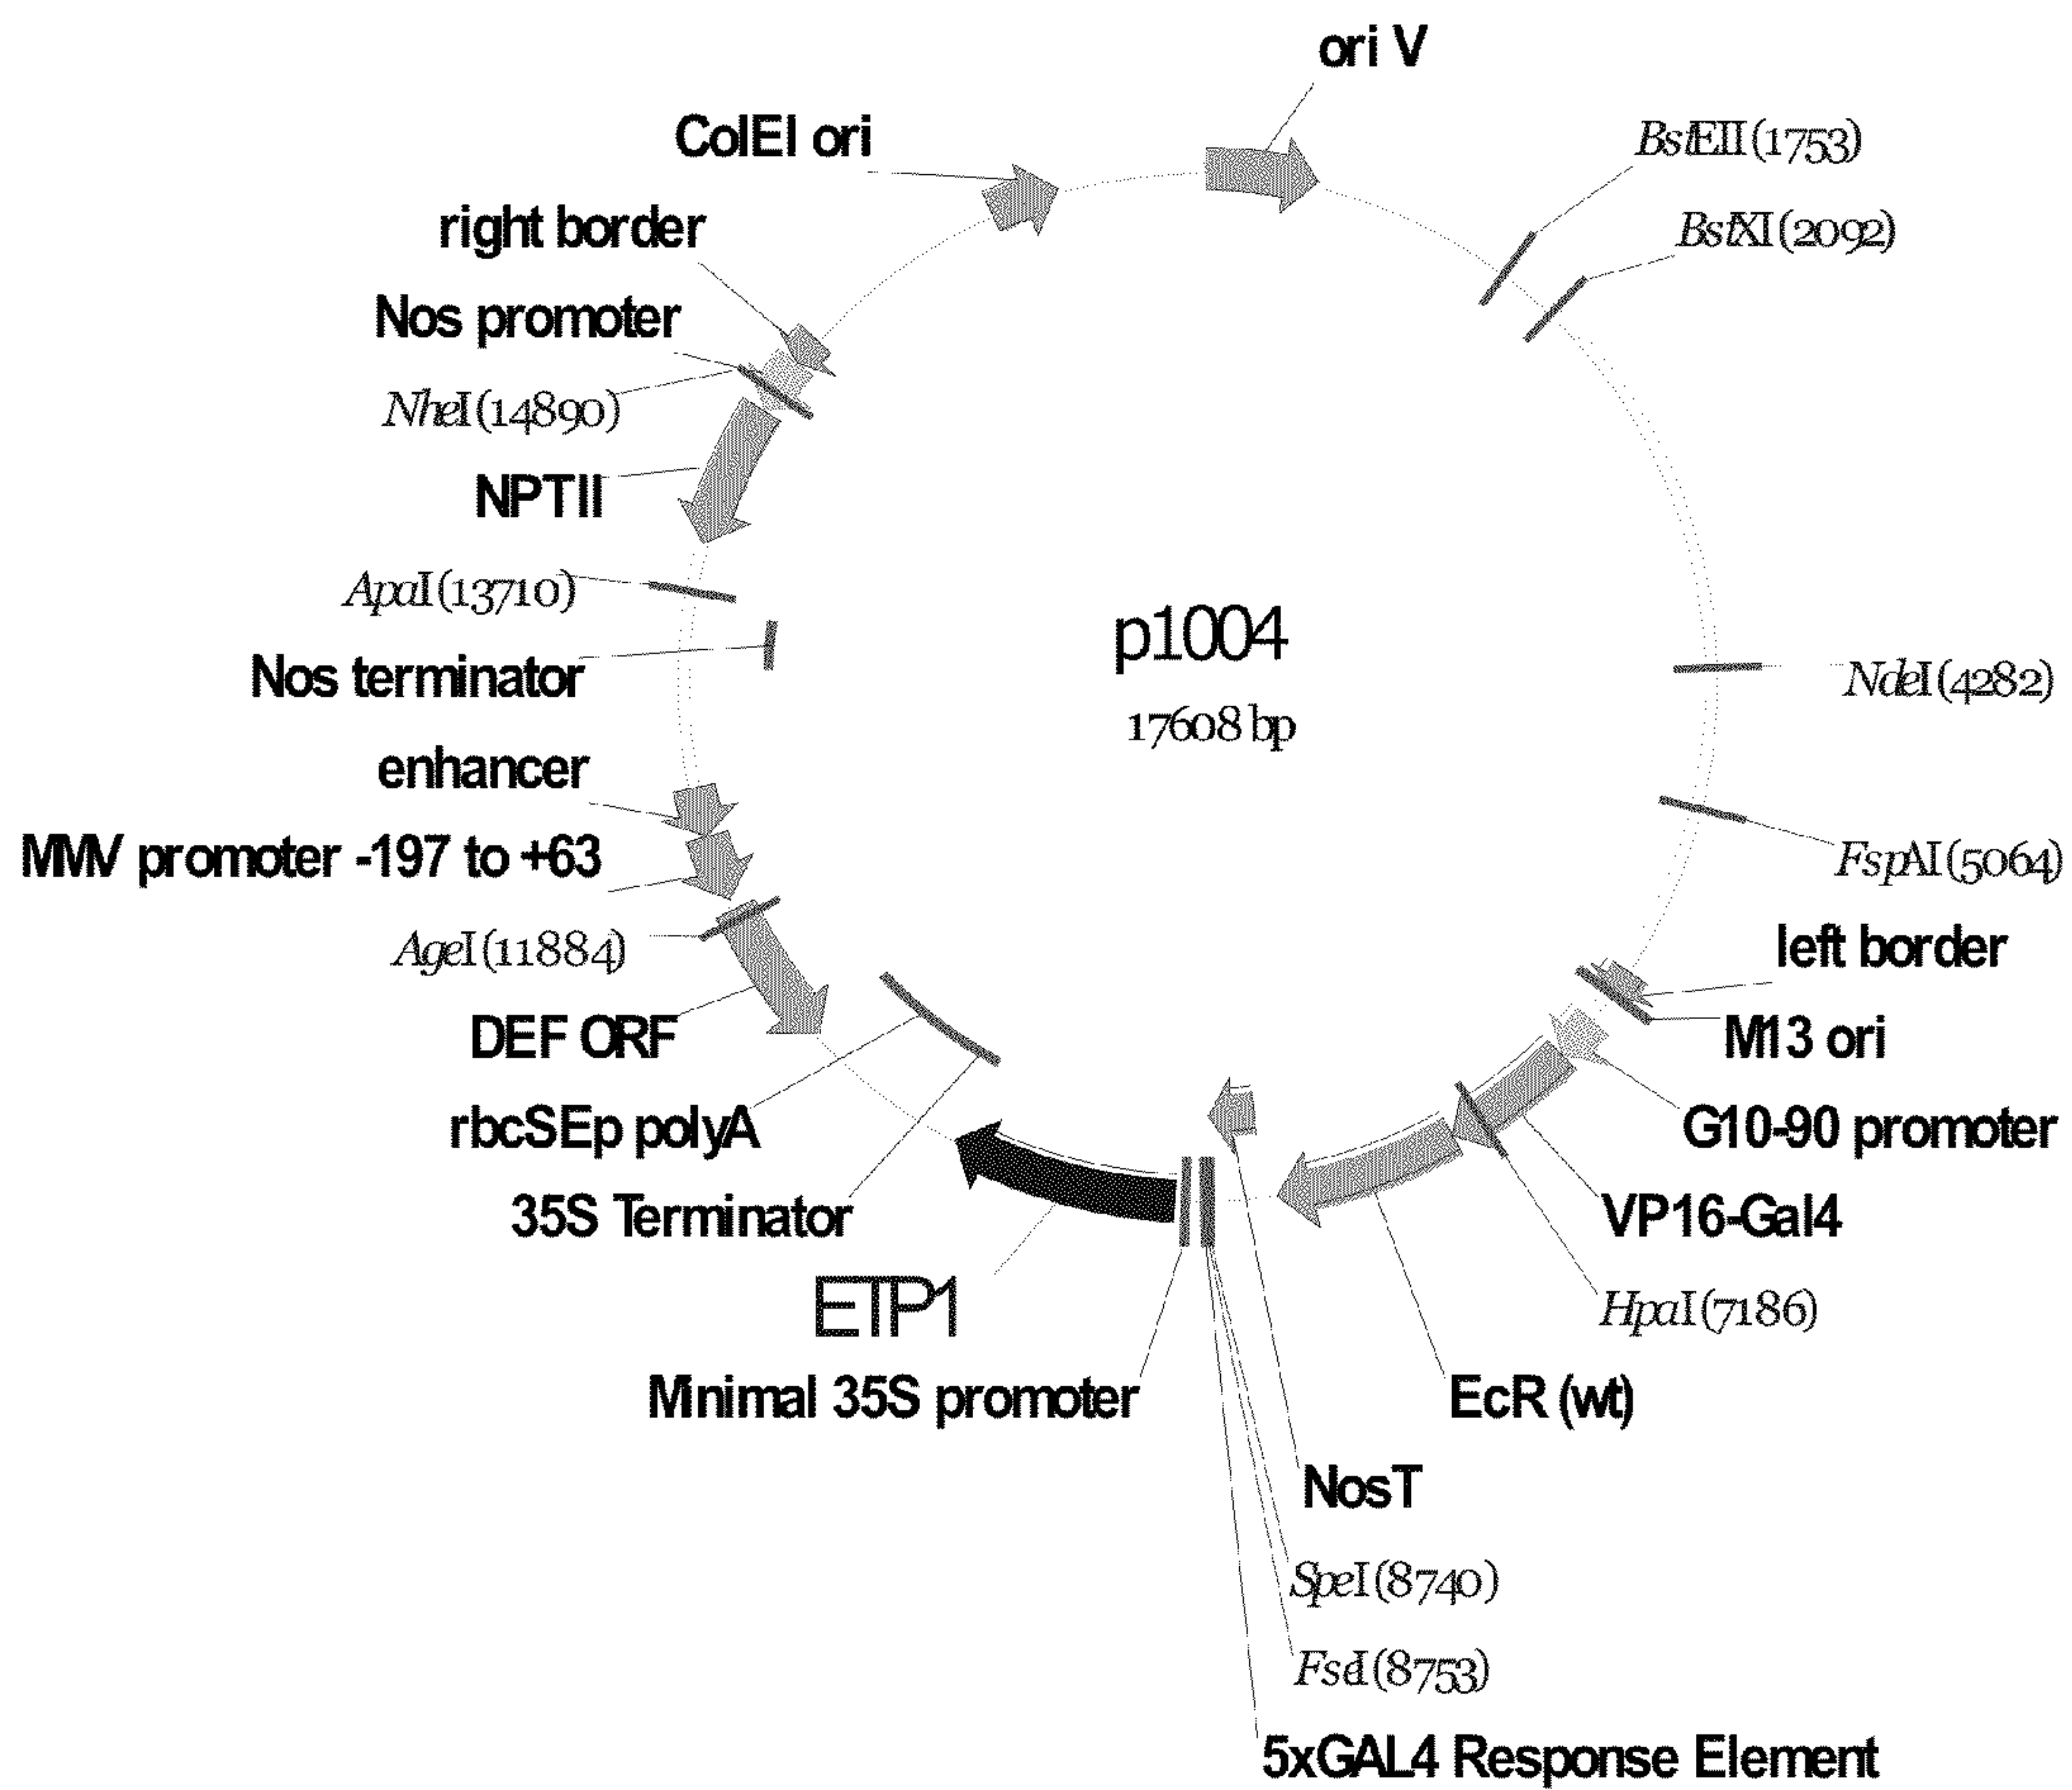 ori V
ColEI ori
BstEII (1753)
right border
BstXI (2092)
Nos promoter
NheI (14890)
NPTII
ApaI (13710)
p1004
Nos terminator
NdeI (4282)
17608 bp
enhancer
MMV promoter -197 to +63
FspAI (5064)
AgeI (11884)
left border
DEF ORF
M13 ori
rbcSEp polyA
G10-90 promoter
35S Terminator
VP16-Gal4
ETP1
HpaI (7186)
Minimal 35S promoter
EcR (wt)
NosT
SpeI (8740)
FseI (8753)
5xGAL4 Response Element